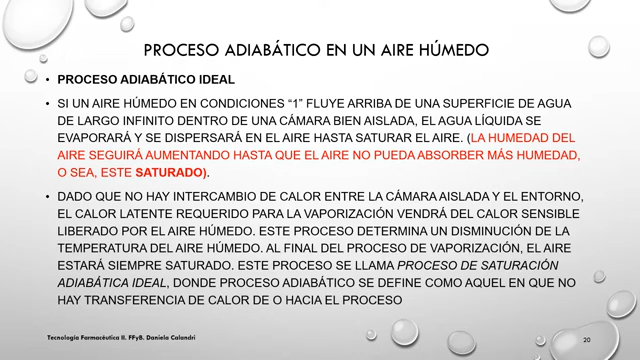 PROCESO ADIABÁTICO EN UN AIRE HÚMEDO
• PROCESO ADIABÁTICO IDEAL
• SI UN AIRE HÚMEDO EN CONDICIONES “1” FLUYE ARRIBA DE UNA SUPERFICIE DE AGUA
DE LARGO INFINITO DENTRO DE UNA CÁMARA BIEN AISLADA, EL AGUA LÍQUIDA SE
EVAPORARÁ Y SE DISPERSARÁ EN EL AIRE HASTA SATURAR EL AIRE. (LA HUMEDAD DEL
AIRE SEGUIRÁ AUMENTANDO HASTA QUE EL AIRE NO PUEDA ABSORBER MÁS HUMEDAD,
O SEA, ESTE SATURADO).
• DADO QUE NO HAY INTERCAMBIO DE CALOR ENTRE LA CÁMARA AISLADA Y EL ENTORNO,
EL CALOR LATENTE REQUERIDO PARA LA VAPORIZACIÓN VENDRÁ DEL CALOR SENSIBLE
LIBERADO POR EL AIRE HÚMEDO. ESTE PROCESO DETERMINA UN DISMINUCIÓN DE LA
TEMPERATURA DEL AIRE HÚMEDO. AL FINAL DEL PROCESO DE VAPORIZACIÓN, EL AIRE
ESTARÁ SIEMPRE SATURADO. ESTE PROCESO SE LLAMA PROCESO DE SATURACIÓN
ADIABÁTICA IDEAL, DONDE PROCESO ADIABÁTICO SE DEFINE COMO AQUEL EN QUE NO
HAY TRANSFERENCIA DE CALOR DE O HACIA EL PROCESO
Tecnología Farmacéutica II. FFyB. Daniela Calandri
20